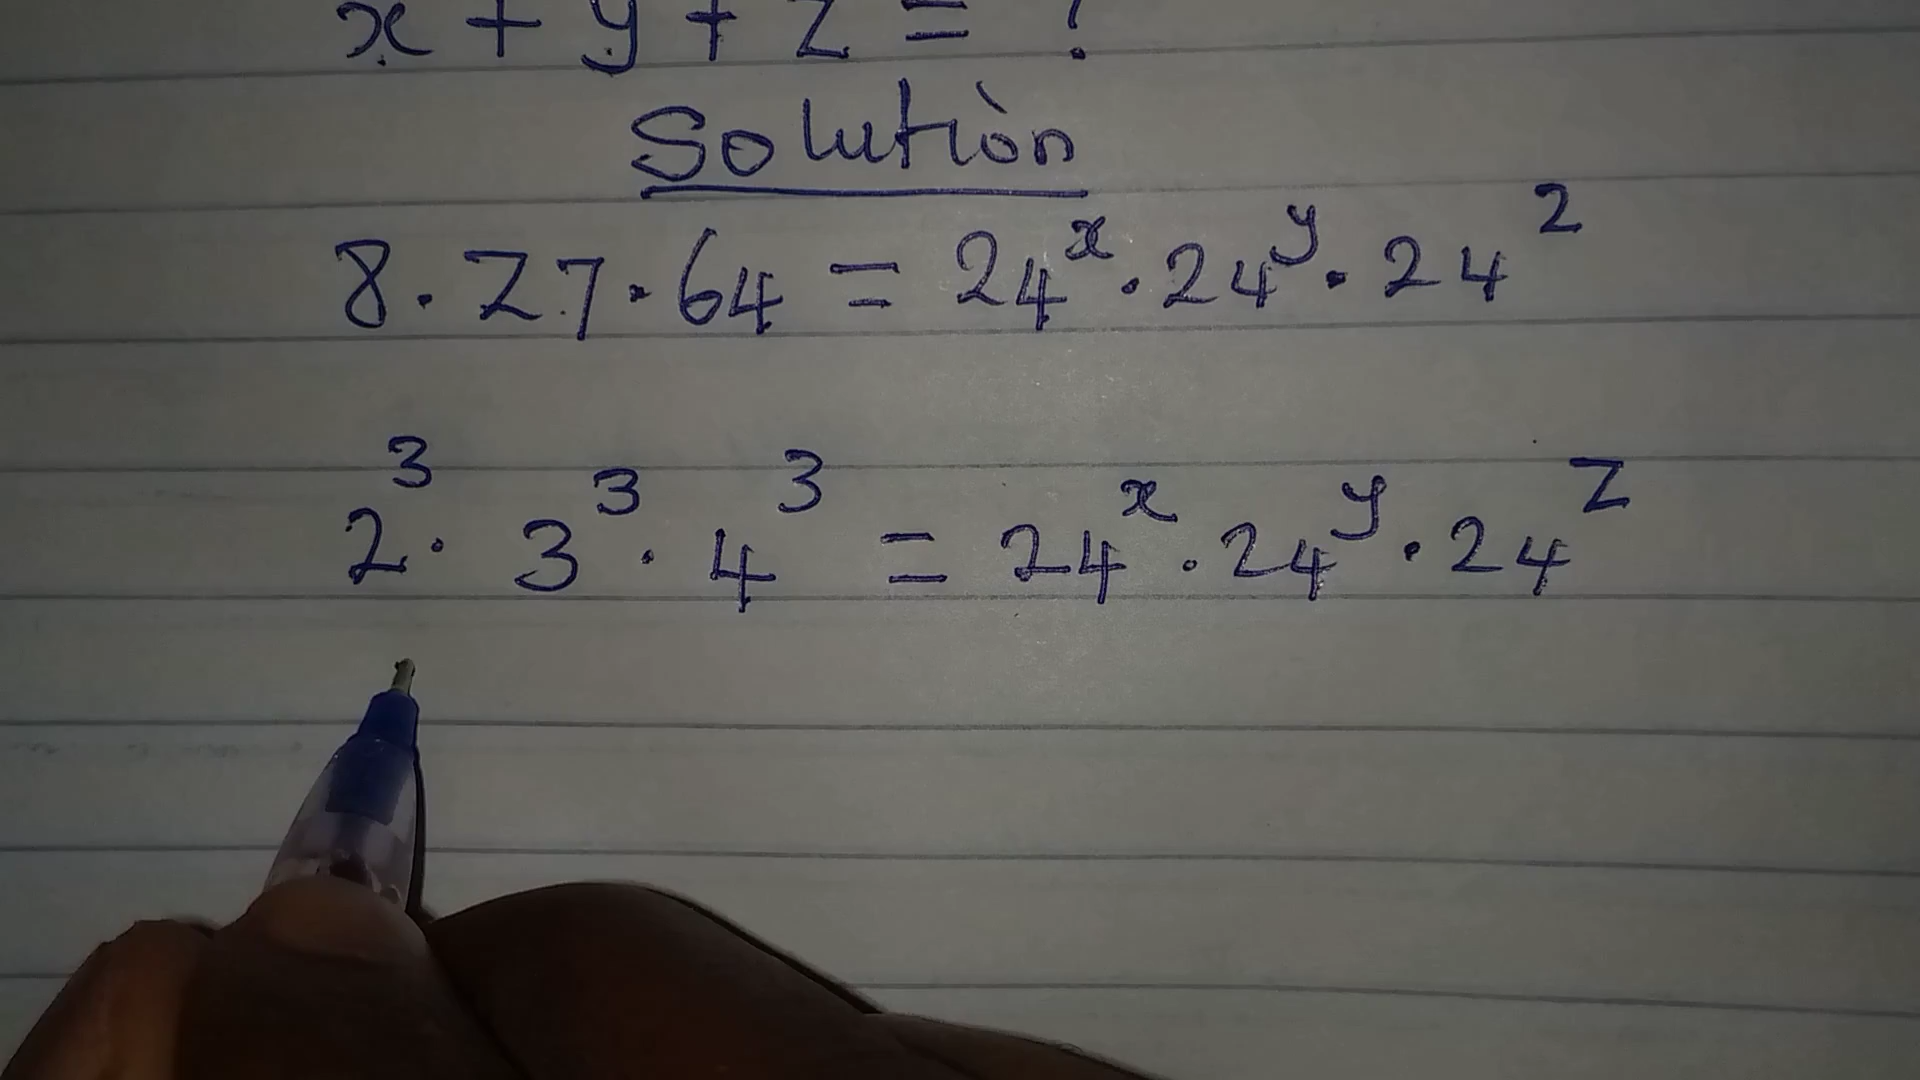 x + y + z = ?
Solution
8 . 27 . 64 = 24^x . 24^y . 24^2
2^3 . 3^3 . 4^3 = 24^x . 24^y . 24^z